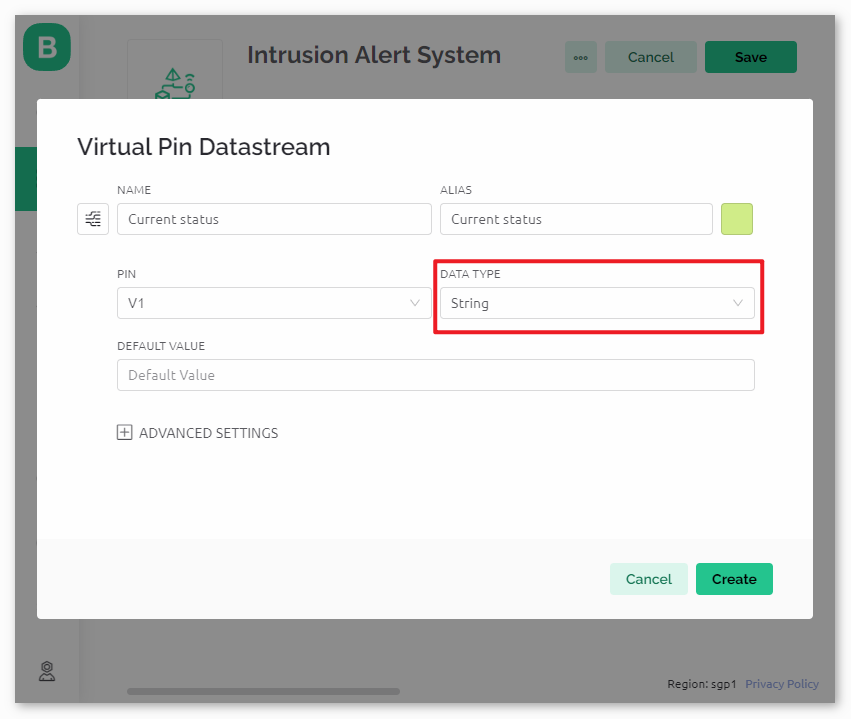 B
Intrusion Alert System
Cancel
Save
Virtual Pin Datastream
NAME
ALIAS
Current status
Current status
PIN
DATA TYPE
V1
String
DEFAULT VALUE
Default Value
ADVANCED SETTINGS
Cancel
Create
Region: sgp1
Privacy Policy